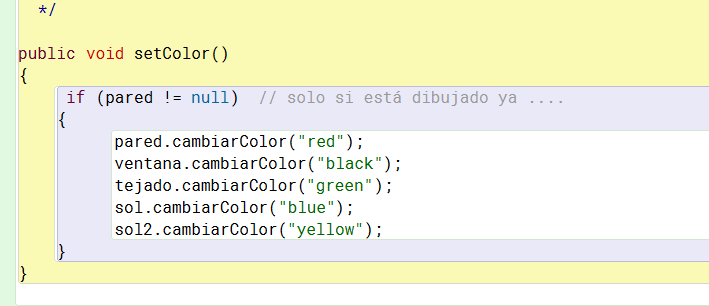 */
public void setColor()
{
if (pared != null)  // solo si está dibujado ya ....
{
pared.cambiarColor("red");
ventana.cambiarColor("black");
tejado.cambiarColor("green");
sol.cambiarColor("blue");
sol2.cambiarColor("yellow");
}
}